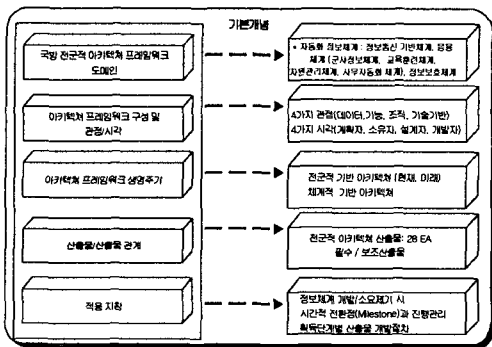 기본개념
국방 전군적 아키텍쳐 프레임워크
도메인
* 자동화 정보체계 : 정보통신 기반체계, 응용
체계 (군사정보체계, 교육훈련체계,
자원관리체계, 사무자동화 체계), 정보보호체계
아키텍쳐 프레임워크 구성 및
관점/시각
4가지 관점(데이터,기능, 조직, 기술기반)
4가지 시각(계획자, 소유자, 설계자, 개발자)
아키텍쳐 프레임워크 생명주기
전군적 기반 아키텍쳐 (현재, 미래)
체계적 기반 아키텍쳐
산출물/산출물 관계
전군적 아키텍쳐 산출물: 28 EA
필수 / 보조산출물
적용 지침
정보체계 개발/소요제기 시
시간적 전환점(Milestone)과 진행관리
획득단계별 산출물 개발절차